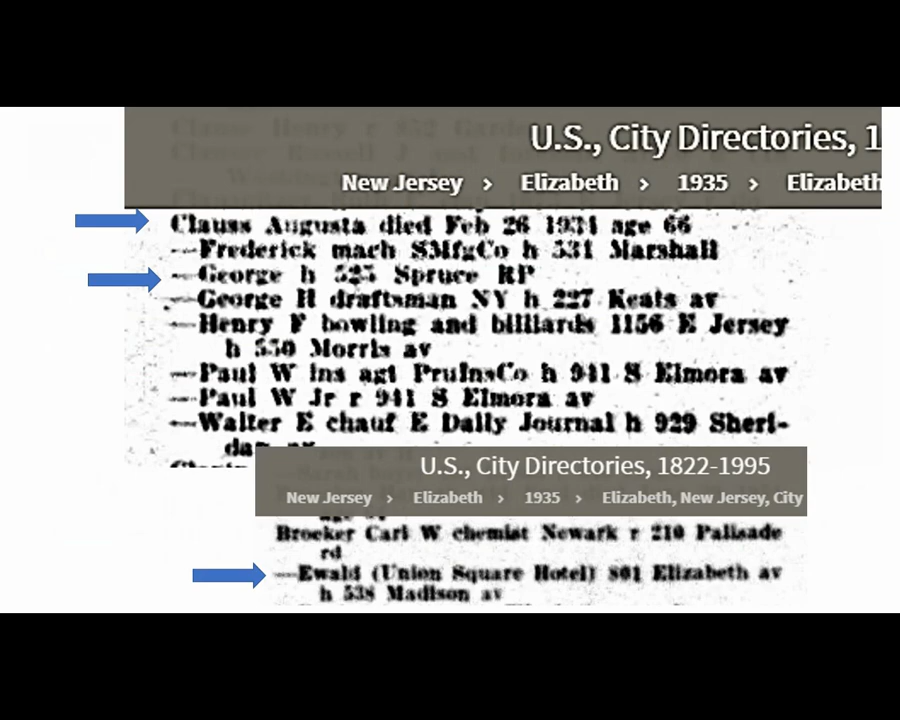 U.S., City Directories, 1
New Jersey > Elizabeth > 1935 > Elizabeth
Clauss Augusta died Feb 26 1934 age 66
—Frederick mach SMfgCo h 531 Marshall
—George h 525 Spruce RP
—George H draftsman NY h 227 Keats av
—Henry F bowling and billiards 1156 E Jersey
h 550 Morris av
—Paul W ins agt PruInsCo h 941 S Elmora av
—Paul W Jr r 941 S Elmora av
—Walter E chauf E Daily Journal h 929 Sheri-
dan av
U.S., City Directories, 1822-1995
New Jersey > Elizabeth > 1935 > Elizabeth, New Jersey, City
Broeker Carl W chemist Newark r 210 Palisade
rd
—Ewald (Union Square Hotel) 801 Elizabeth av
h 538 Madison av